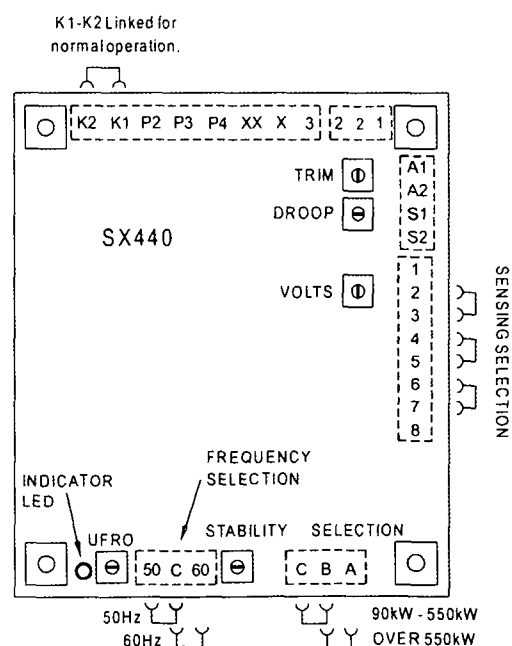 K1-K2 Linked for
normal operation.
K2 K1 P2 P3 P4 XX X 3 2 2 1
TRIM
DROOP
VOLTS
SX440
A1
A2
S1
S2
1
2
3
4
5
6
7
8
SENSING SELECTION
FREQUENCY
SELECTION
INDICATOR
LED
UFRO
STABILITY SELECTION
50 C 60
C B A
50Hz
60Hz
90kW - 550kW
OVER 550kW